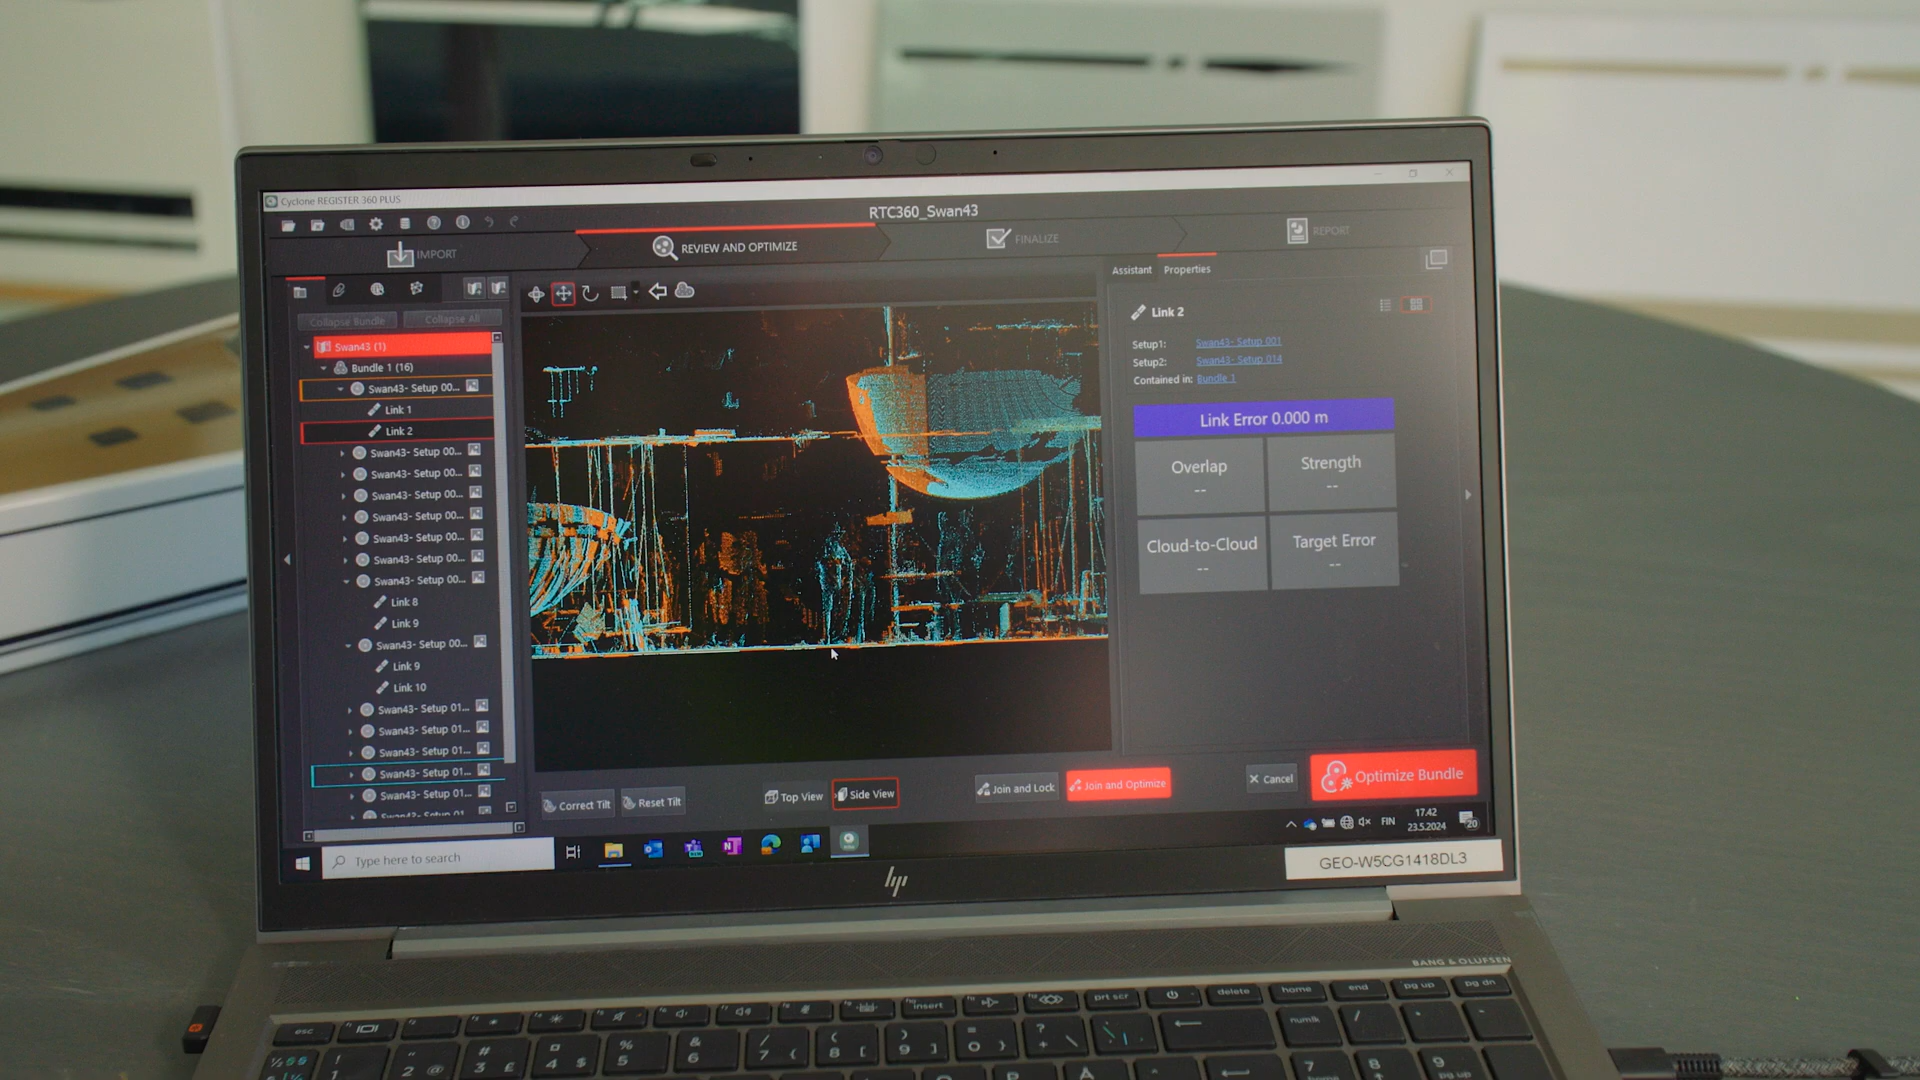 Cyclone REGISTER 360 PLUS
RTC360_Swan43
IMPORT
REVIEW AND OPTIMIZE
FINALIZE
REPORT
Assistant
Properties
Collapse Bundle
Collapse All
Swan43 (1)
Bundle 1 (16)
Swan43- Setup 00...
Link 1
Link 2
Swan43- Setup 00...
Swan43- Setup 00...
Swan43- Setup 00...
Swan43- Setup 00...
Swan43- Setup 00...
Swan43- Setup 00...
Swan43- Setup 00...
Link 8
Link 9
Swan43- Setup 00...
Link 9
Link 10
Swan43- Setup 01...
Swan43- Setup 01...
Swan43- Setup 01...
Swan43- Setup 01...
Swan43- Setup 01...
Swan43- Setup 01
Link 2
Setup1: Swan43- Setup 001
Setup2: Swan43- Setup 014
Contained in: Bundle 1
Link Error 0.000 m
Overlap
--
Strength
--
Cloud-to-Cloud
--
Target Error
--
Correct Tilt
Reset Tilt
Top View
Side View
Join and Lock
Join and Optimize
Cancel
Optimize Bundle
Type here to search
FIN
17.42
23.5.2024
20
GEO-W5CG1418DL3
hp
BANG & OLUFSEN
esc
insert
prt scr
delete
home
end
pg up
pg dn
num lk